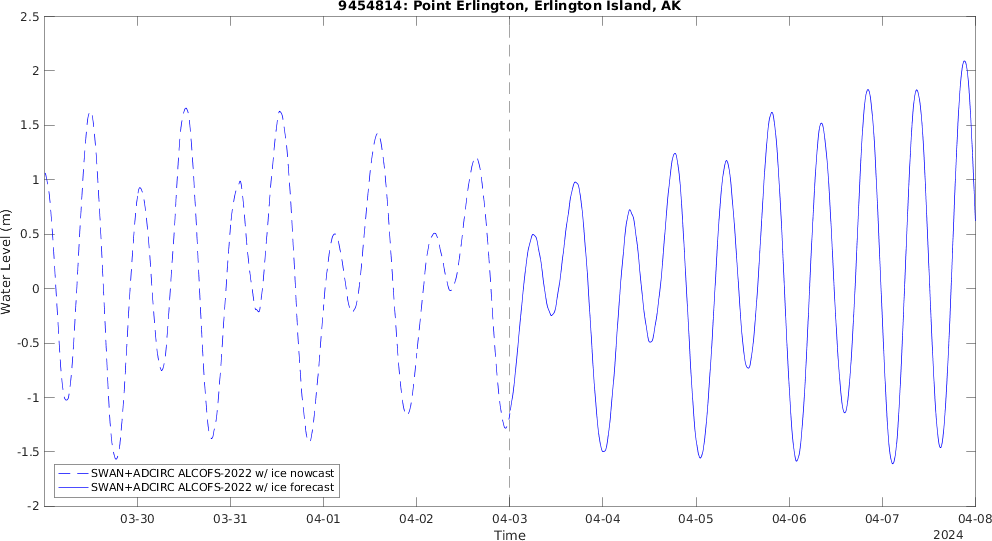 9454814: Point Erlington, Erlington Island, AK
Water Level (m)
2.5
2
1.5
1
0.5
0
-0.5
-1
-1.5
-2
SWAN+ADCIRC ALCOFS-2022 w/ ice nowcast
SWAN+ADCIRC ALCOFS-2022 w/ ice forecast
03-30 03-31 04-01 04-02 04-03 04-04 04-05 04-06 04-07 04-08
Time
2024